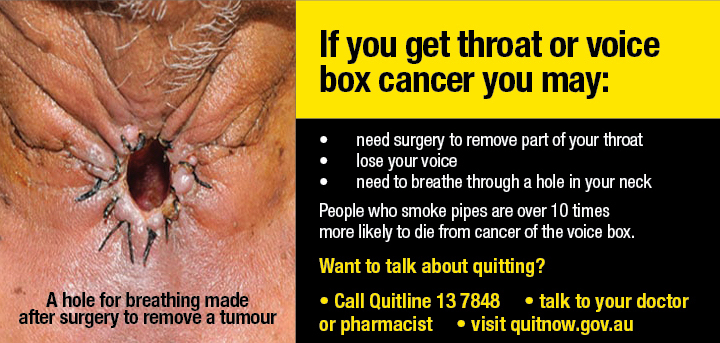 If you get throat or voice
box cancer you may:
• need surgery to remove part of your throat
• lose your voice
• need to breathe through a hole in your neck
People who smoke pipes are over 10 times
more likely to die from cancer of the voice box.
Want to talk about quitting?
• Call Quitline 13 7848 • talk to your doctor
or pharmacist • visit quitnow.gov.au
A hole for breathing made
after surgery to remove a tumour